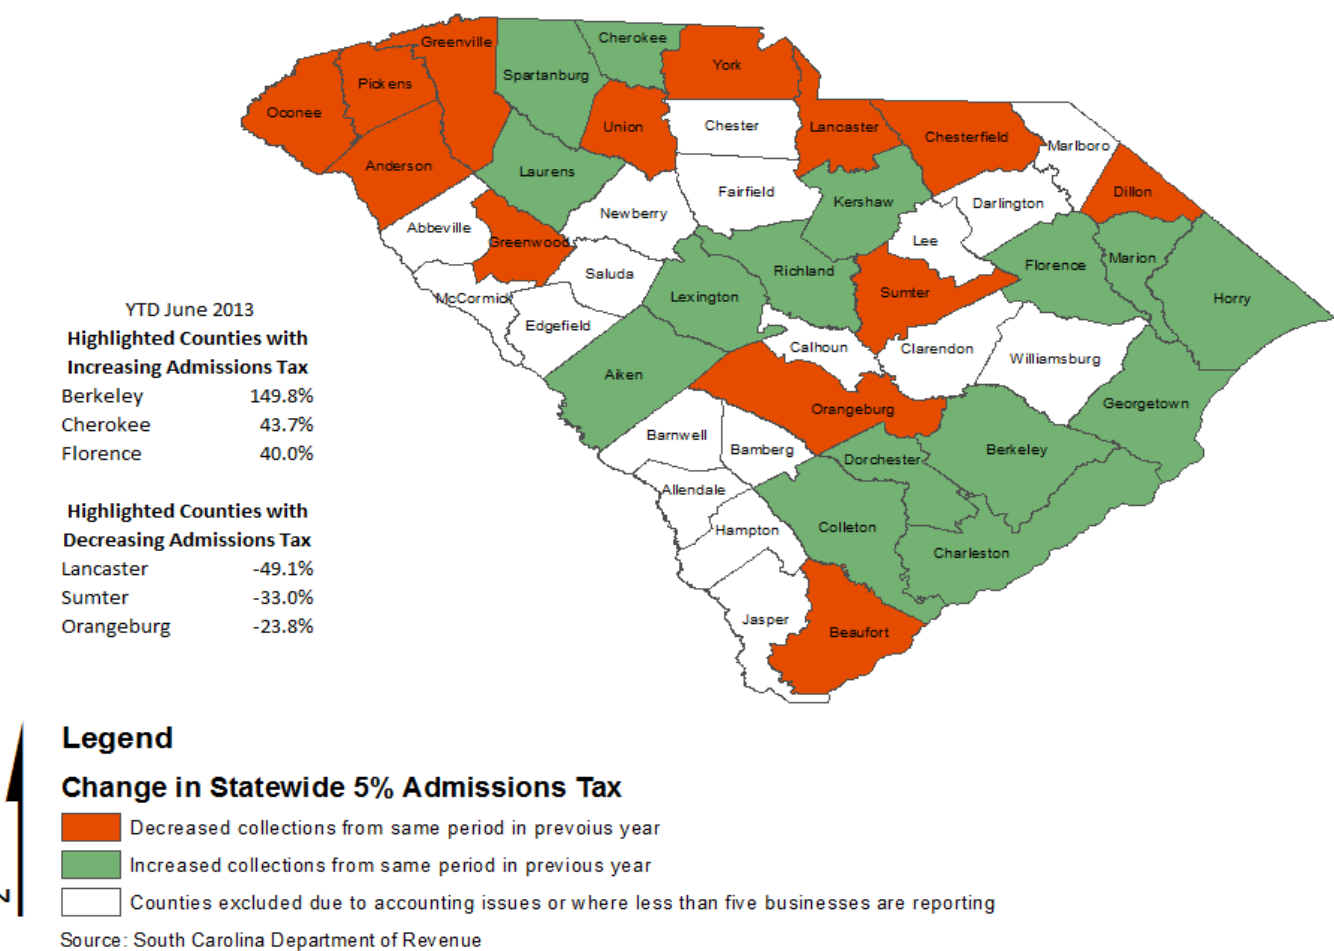 Greenville
Cherokee
York
Spartanburg
Pickens
Oconee
Union
Chester
Lancaster
Chesterfield
Marlboro
Anderson
Laurens
Fairfield
Kershaw
Darlington
Dillon
Abbeville
Newberry
Greenwood
Lee
Saluda
Richland
Florence
Marion
McCormick
Lexington
Sumter
Horry
Edgefield
Calhoun
Clarendon
Williamsburg
Aiken
Orangeburg
Georgetown
Barnwell
Bamberg
Dorchester
Berkeley
Allendale
Hampton
Colleton
Charleston
Jasper
Beaufort
YTD June 2013
Highlighted Counties with
Increasing Admissions Tax
Berkeley 149.8%
Cherokee 43.7%
Florence 40.0%
Highlighted Counties with
Decreasing Admissions Tax
Lancaster -49.1%
Sumter -33.0%
Orangeburg -23.8%
Legend
Change in Statewide 5% Admissions Tax
Decreased collections from same period in prevoius year
Increased collections from same period in previous year
Counties excluded due to accounting issues or where less than five businesses are reporting
Source: South Carolina Department of Revenue